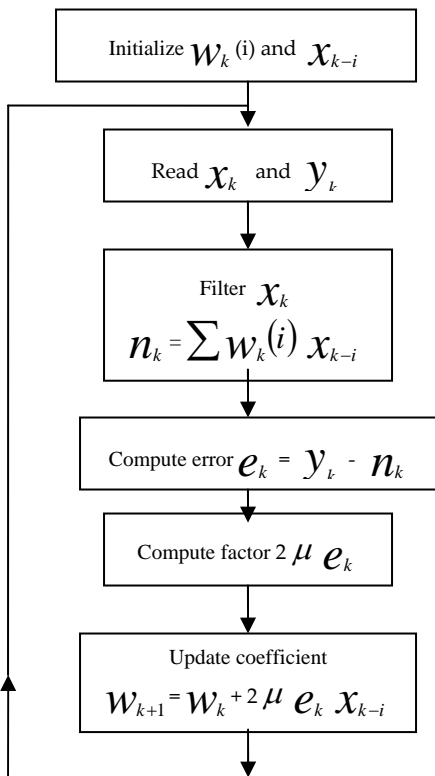 Initialize w_k (i) and x_{k-i}
Read x_k and y_k
Filter x_k
n_k = ∑ w_k(i) x_{k-i}
Compute error e_k = y_k - n_k
Compute factor 2 μ e_k
Update coefficient
w_{k+1} = w_k + 2 μ e_k x_{k-i}